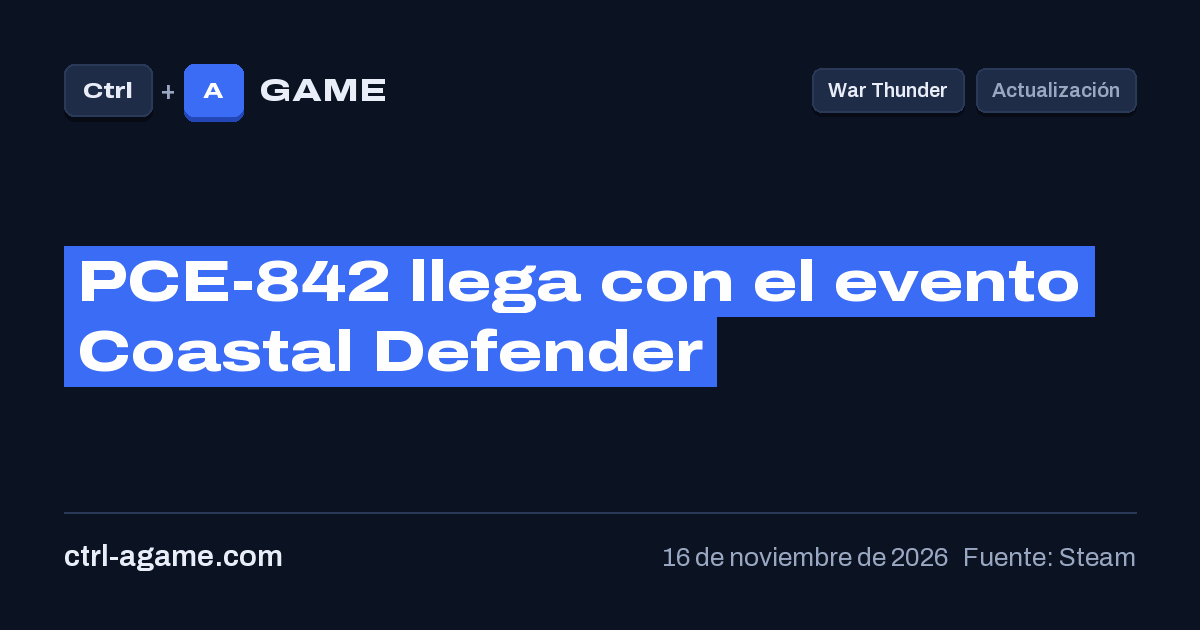 Ctrl + A GAME
War Thunder Actualización
PCE-842 llega con el evento
Coastal Defender
ctrl-agame.com
16 de noviembre de 2026 Fuente: Steam